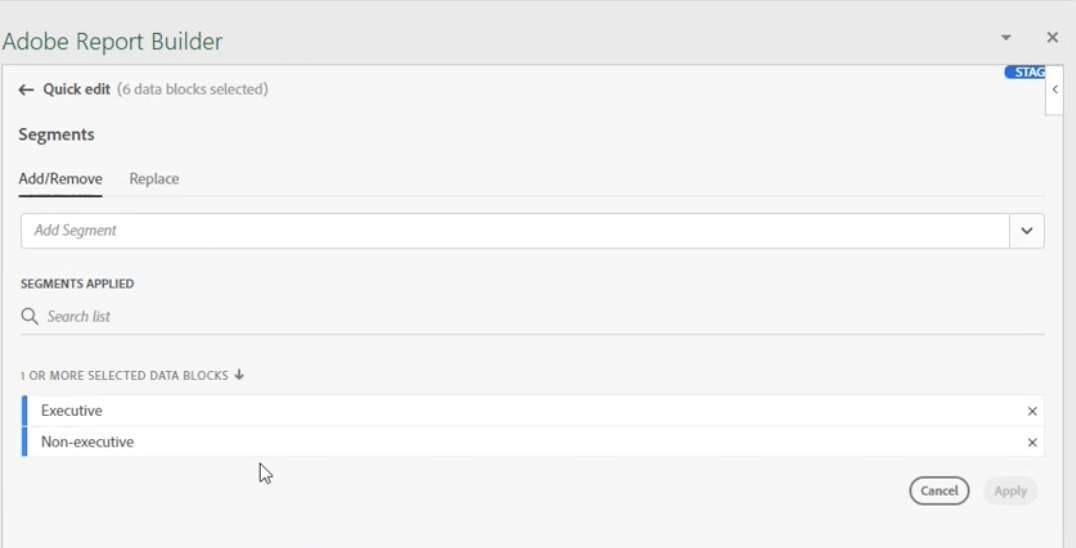 Adobe Report Builder
STAG
Quick edit (6 data blocks selected)
Segments
Add/Remove Replace
Add Segment
SEGMENTS APPLIED
Search list
1 OR MORE SELECTED DATA BLOCKS
Executive
Non-executive
Cancel Apply